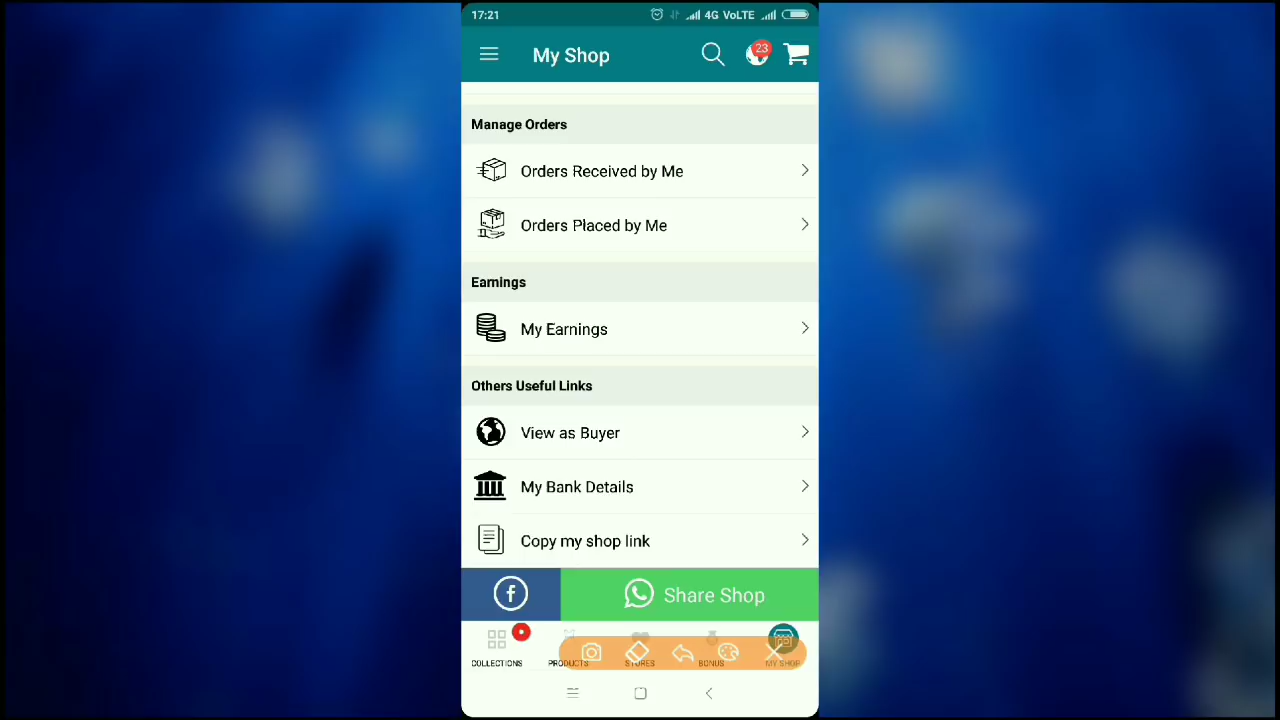 17:21
4G VoLTE
My Shop
23
Manage Orders
Orders Received by Me
Orders Placed by Me
Earnings
My Earnings
Others Useful Links
View as Buyer
My Bank Details
Copy my shop link
f
Share Shop
COLLECTIONS
PRODUCTS
STORES
BONUS
MY SHOP